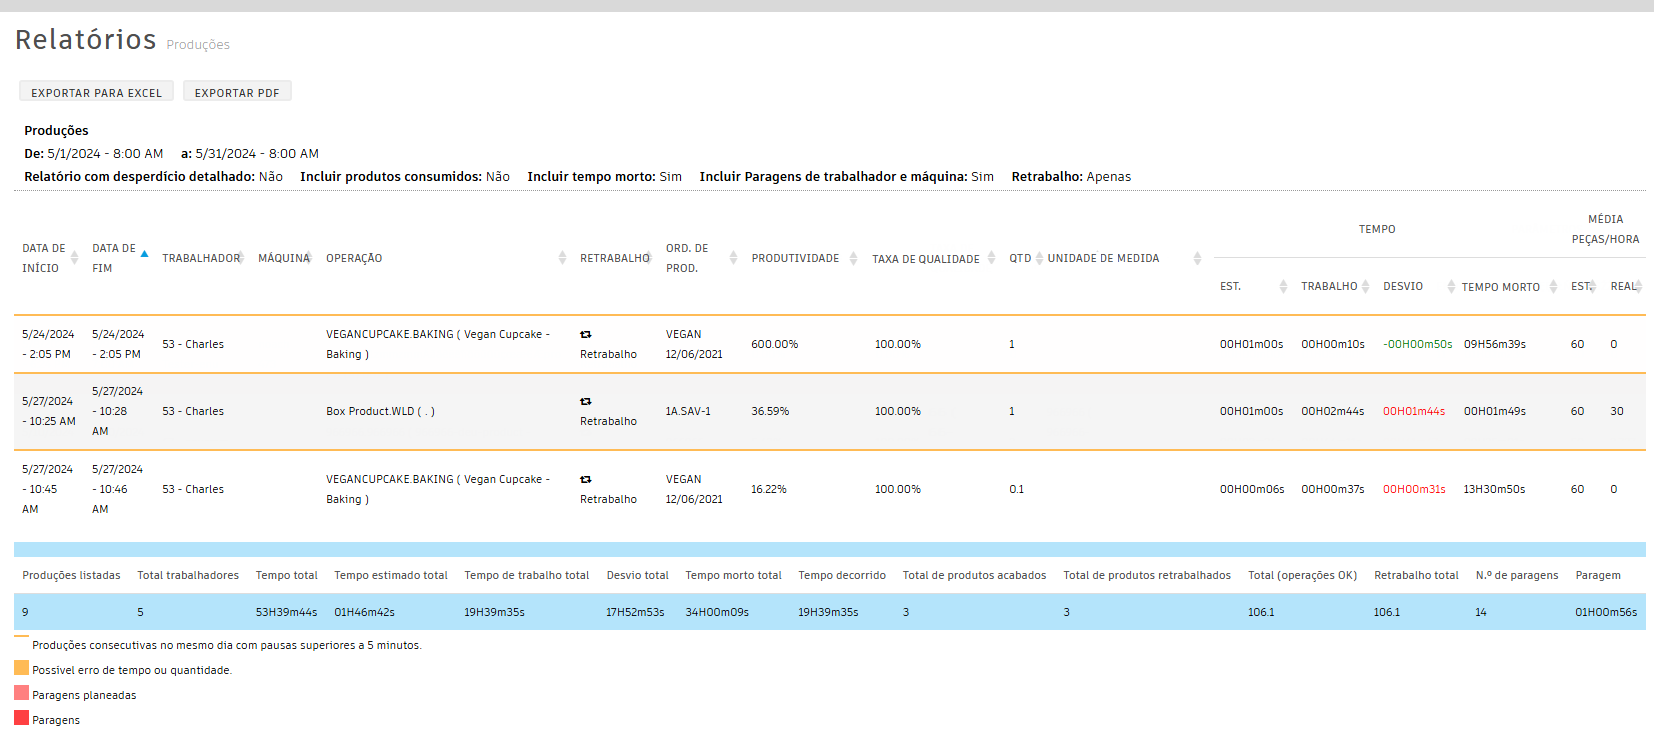 Relatórios Produções
EXPORTAR PARA EXCEL EXPORTAR PDF
Produções
De: 5/1/2024 - 8:00 AM a: 5/31/2024 - 8:00 AM
Relatório com desperdício detalhado: Não Incluir produtos consumidos: Não Incluir tempo morto: Sim Incluir Paragens de trabalhador e máquina: Sim Retrabalho: Apenas
DATA DE INÍCIO DATA DE FIM TRABALHADOR MÁQUINA OPERAÇÃO RETRABALHO ORD. DE PROD. PRODUTIVIDADE TAXA DE QUALIDADE QTD UNIDADE DE MEDIDA TEMPO MÉDIA PEÇAS/HORA
EST. TRABALHO DESVIO TEMPO MORTO EST. REAL
5/24/2024 - 2:05 PM 5/24/2024 - 2:05 PM 53 - Charles VEGANCUPCAKE.BAKING ( Vegan Cupcake - Baking ) Retrabalho VEGAN 12/06/2021 600.00% 100.00% 1 00H01m00s 00H00m10s -00H00m50s 09H56m39s 60 0
5/27/2024 - 10:25 AM 5/27/2024 - 10:28 AM 53 - Charles Box Product.WLD ( . ) Retrabalho 1A.SAV-1 36.59% 100.00% 1 00H01m00s 00H02m44s 00H01m44s 00H01m49s 60 30
5/27/2024 - 10:45 AM 5/27/2024 - 10:46 AM 53 - Charles VEGANCUPCAKE.BAKING ( Vegan Cupcake - Baking ) Retrabalho VEGAN 12/06/2021 16.22% 100.00% 0.1 00H00m06s 00H00m37s 00H00m31s 13H30m50s 60 0
Produções listadas Total trabalhadores Tempo total Tempo estimado total Tempo de trabalho total Desvio total Tempo morto total Tempo decorrido Total de produtos acabados Total de produtos retrabalhados Total (operações OK) Retrabalho total N.º de paragens Paragem
9 5 53H39m44s 01H46m42s 19H39m35s 17H52m53s 34H00m09s 19H39m35s 3 3 106.1 106.1 14 01H00m56s
Produções consecutivas no mesmo dia com pausas superiores a 5 minutos.
Possível erro de tempo ou quantidade.
Paragens planeadas
Paragens